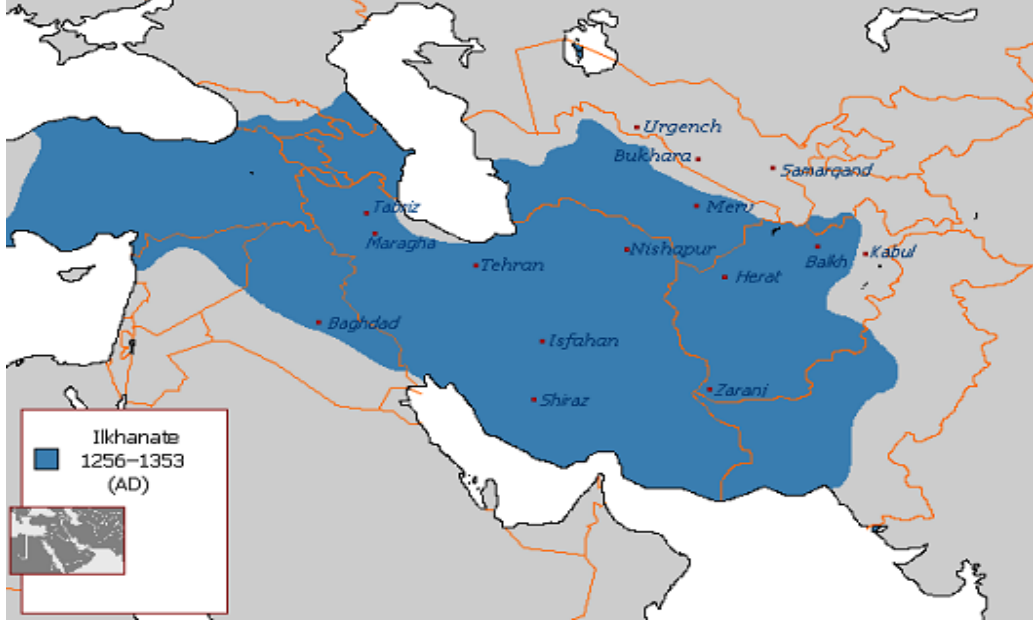 Urgench
Bukhara
Samarqand
Tabriz
Merv
Maragha
Nishapur
Kabul
Tehran
Balkh
Herat
Baghdad
Isfahan
Zaranj
Shiraz
Ilkhanate
1256–1353
(AD)